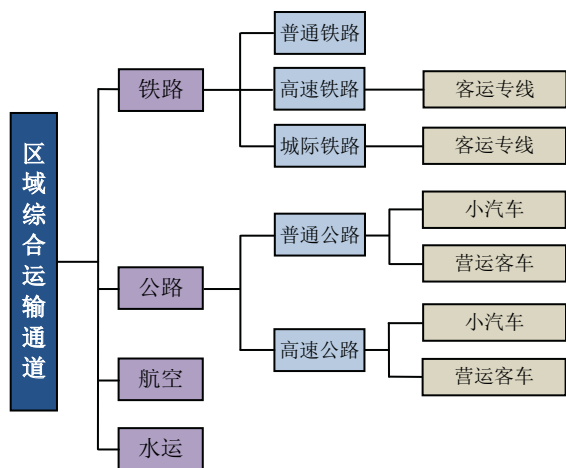 区域综合运输通道
铁路
普通铁路
高速铁路
客运专线
城际铁路
客运专线
公路
普通公路
小汽车
营运客车
高速公路
小汽车
营运客车
航空
水运